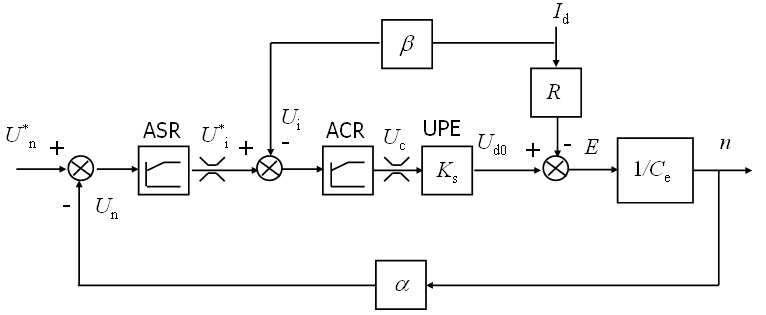 I_d
β
R
U*_n
+
-
U_n
ASR
U*_i
+
U_i
-
ACR
U_c
UPE
K_s
U_d0
+
-
E
1/C_e
n
α